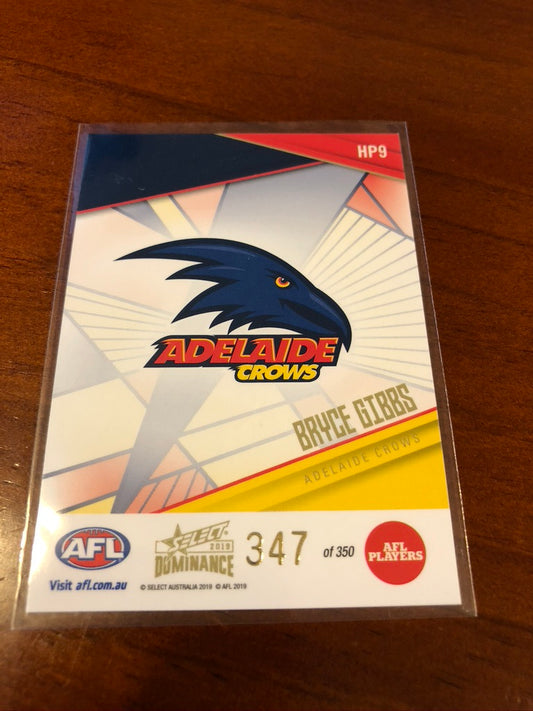 HP9
ADELAIDE
CROWS
BRYCE GIBBS
ADELAIDE CROWS
AFL
Visit afl.com.au
SELECT
2019
DOMINANCE
© SELECT AUSTRALIA 2019 © AFL 2019
347 of 350
AFL
PLAYERS